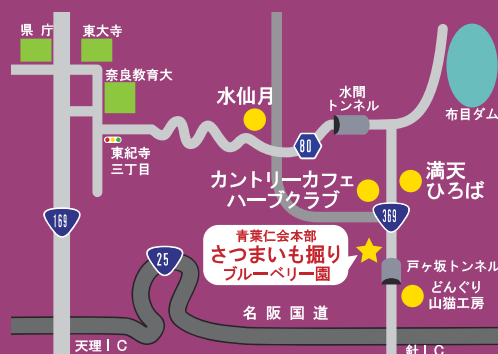 県 庁
東大寺
奈良教育大
東紀寺
三丁目
水仙月
水間
トンネル
布目ダム
80
カントリーカフェ
ハーブクラブ
満天
ひろば
169
369
25
青葉仁会本部
さつまいも掘り
ブルーベリー園
戸ヶ坂トンネル
どんぐり
山猫工房
名 阪 国 道
天理ＩＣ
針ＩＣ